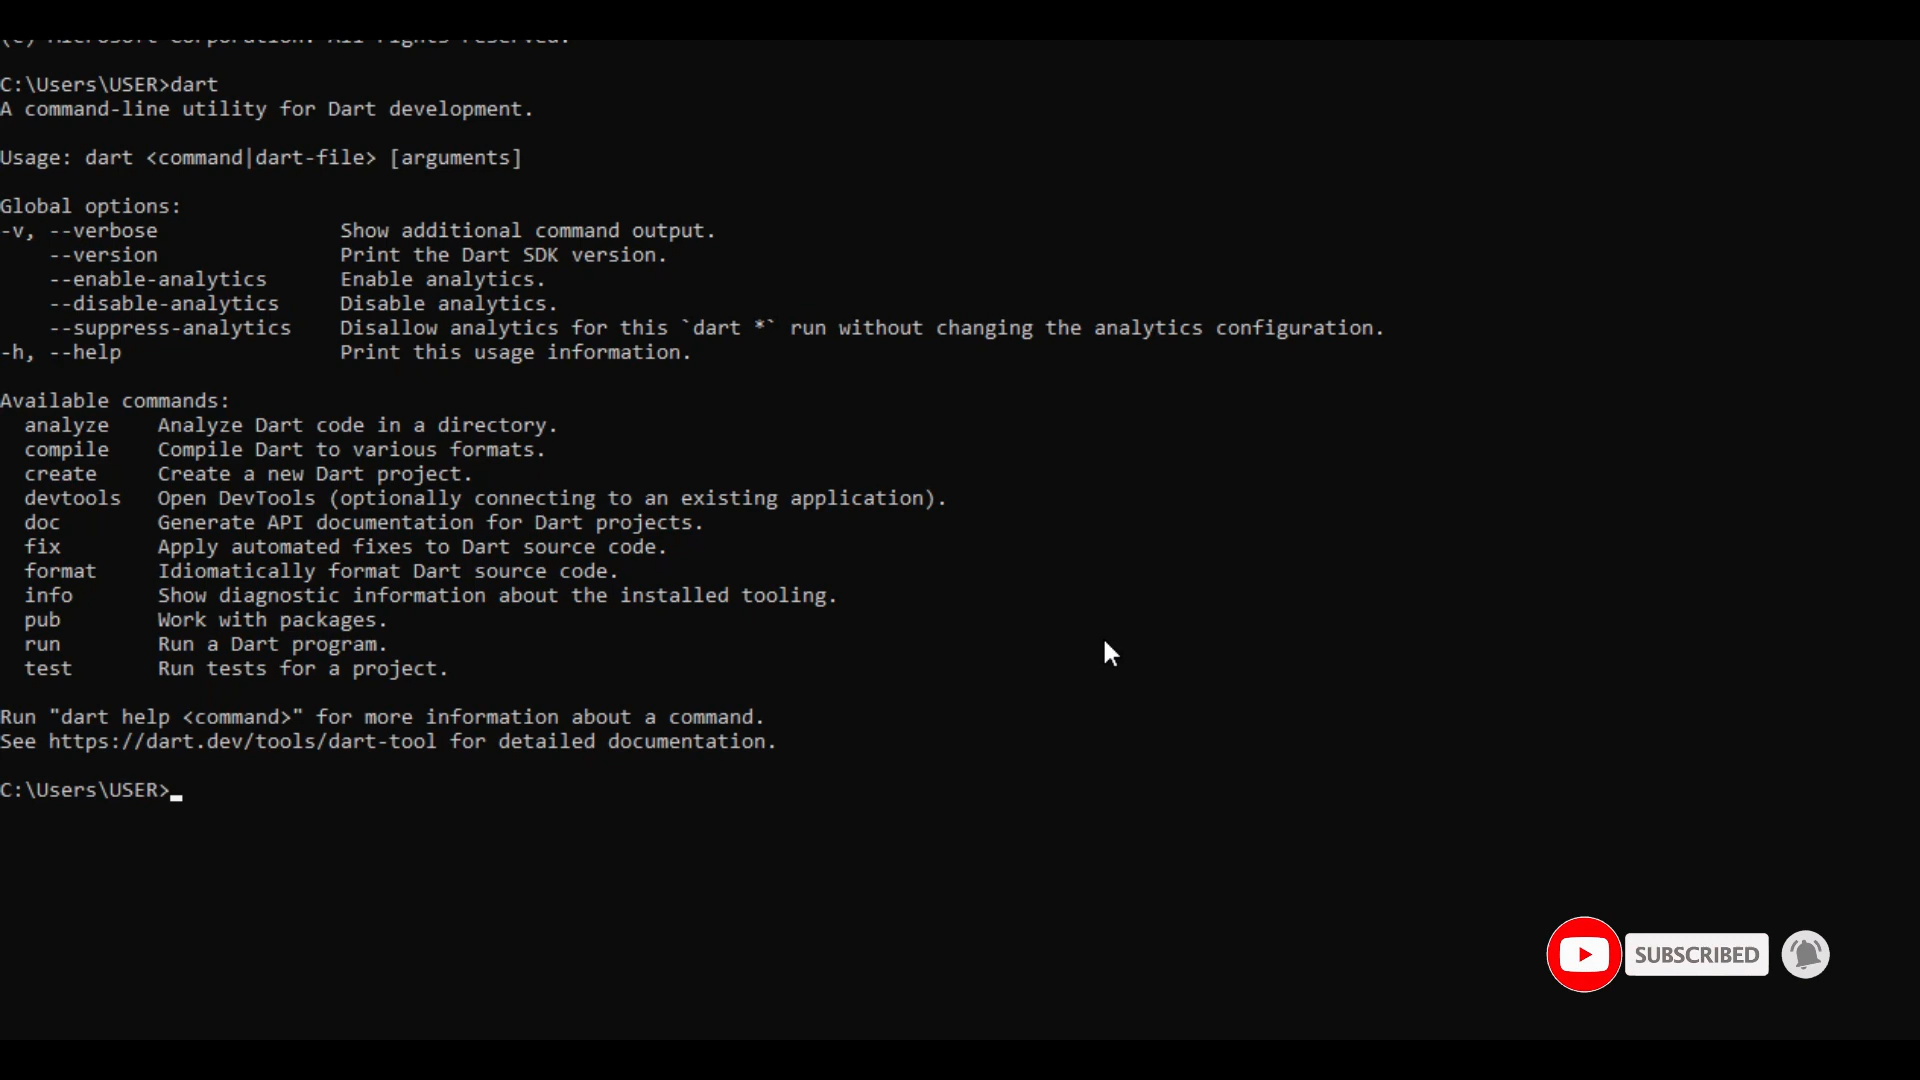 (c) Microsoft Corporation. All rights reserved.
C:\Users\USER>dart
A command-line utility for Dart development.
Usage: dart <command|dart-file> [arguments]
Global options:
-v, --verbose Show additional command output.
--version Print the Dart SDK version.
--enable-analytics Enable analytics.
--disable-analytics Disable analytics.
--suppress-analytics Disallow analytics for this `dart *` run without changing the analytics configuration.
-h, --help Print this usage information.
Available commands:
analyze Analyze Dart code in a directory.
compile Compile Dart to various formats.
create Create a new Dart project.
devtools Open DevTools (optionally connecting to an existing application).
doc Generate API documentation for Dart projects.
fix Apply automated fixes to Dart source code.
format Idiomatically format Dart source code.
info Show diagnostic information about the installed tooling.
pub Work with packages.
run Run a Dart program.
test Run tests for a project.
Run "dart help <command>" for more information about a command.
See https://dart.dev/tools/dart-tool for detailed documentation.
C:\Users\USER>_
SUBSCRIBED